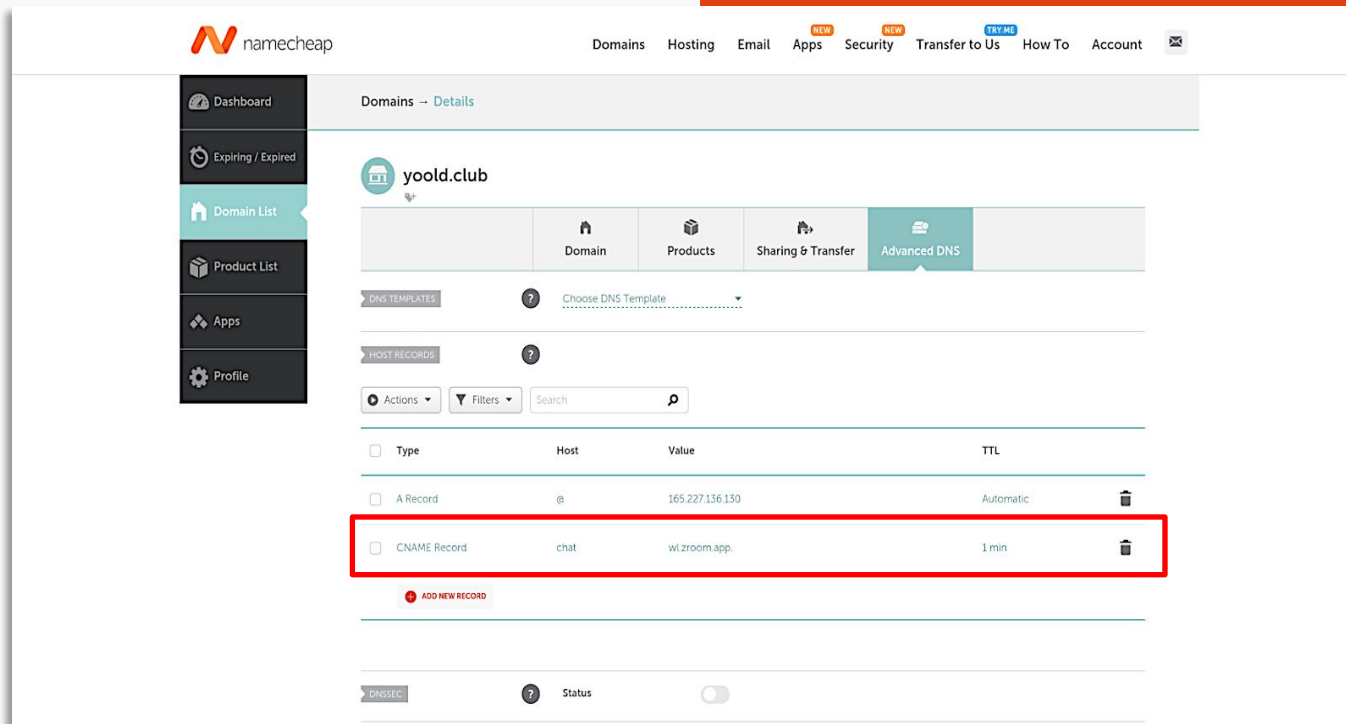 namecheap
Domains Hosting Email Apps NEW Security NEW Transfer to Us TRY ME How To Account
Dashboard
Domains → Details
Expiring / Expired
yoold.club
Domain List
Domain Products Sharing & Transfer Advanced DNS
Product List
DNS TEMPLATES ? Choose DNS Template
Apps
HOST RECORDS ?
Profile
Actions Filters Search
Type Host Value TTL
A Record @ 165.227.136.130 Automatic
CNAME Record chat wl.zroom.app. 1 min
ADD NEW RECORD
DNSSEC ? Status